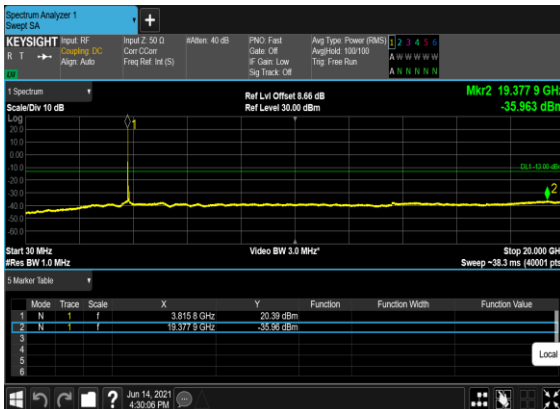 Spectrum Analyzer 1
Swept SA
KEYSIGHT Input: RF Input Z: 50 Ω #Atten: 40 dB PNO: Fast Avg Type: Power (RMS) 1 2 3 4 5 6
R T Coupling: DC Corr CCorr Gate: Off Avg|Hold: 100/100 A W W W W W
Align: Auto Freq Ref: Int (S) IF Gain: Low Trig: Free Run
Sig Track: Off A N N N N N
1 Spectrum Ref Lvl Offset 8.66 dB Mkr2 19.377 9 GHz
Scale/Div 10 dB Ref Level 30.00 dBm -35.963 dBm
Log
20.0
10.0
0.00
-10.0
DL1 -13.00 dBm
-20.0
-30.0
-40.0
-50.0
-60.0
1
2
Start 30 MHz Video BW 3.0 MHz* Stop 20.000 GH
#Res BW 1.0 MHz Sweep ~38.3 ms (40001 pts
5 Marker Table
Mode Trace Scale X Y Function Function Width Function Value
1 N 1 f 3.815 8 GHz 20.39 dBm
2 N 1 f 19.377 9 GHz -35.96 dBm
3
4
5
6
Local
? Jun 14, 2021
4:30:06 PM